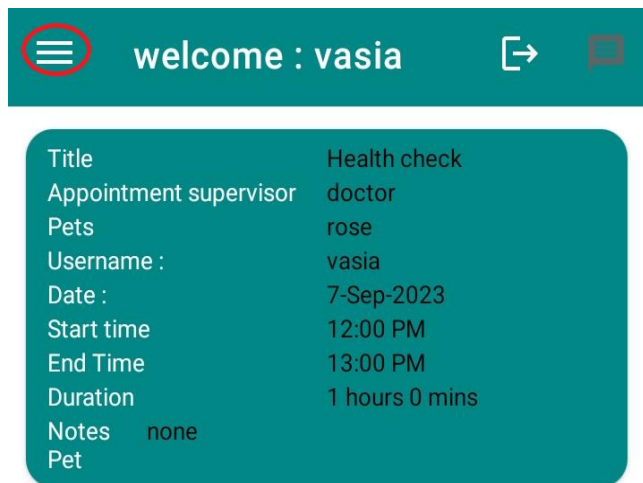 welcome : vasia
Title Health check
Appointment supervisor doctor
Pets rose
Username : vasia
Date : 7-Sep-2023
Start time 12:00 PM
End Time 13:00 PM
Duration 1 hours 0 mins
Notes none
Pet